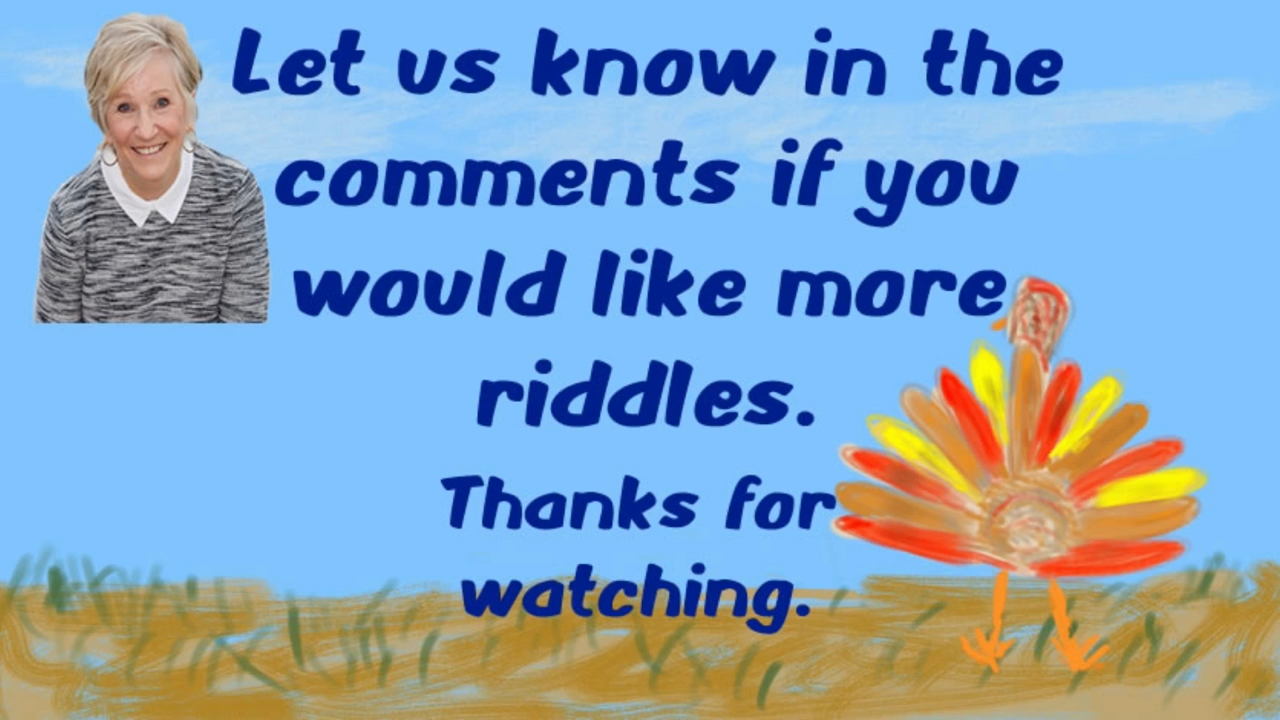 Let us know in the
comments if you
would like more
riddles.
Thanks for
watching.